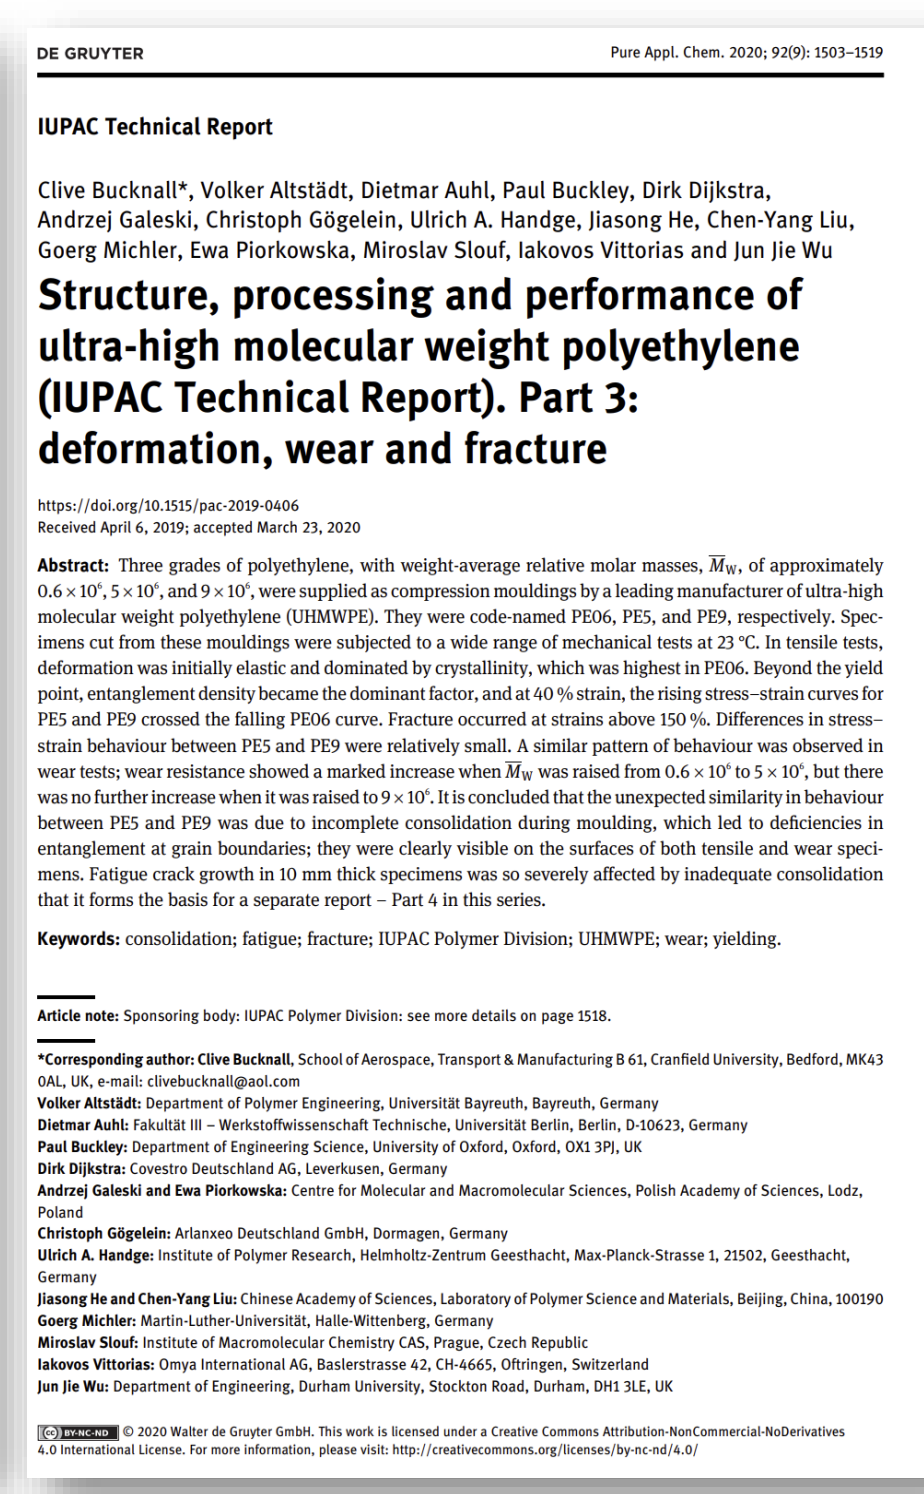 DE GRUYTER
Pure Appl. Chem. 2020; 92(9): 1503–1519
IUPAC Technical Report
Clive Bucknall*, Volker Altstädt, Dietmar Auhl, Paul Buckley, Dirk Dijkstra,
Andrzej Galeski, Christoph Gögelein, Ulrich A. Handge, Jiasong He, Chen-Yang Liu,
Goerg Michler, Ewa Piorkowska, Miroslav Slouf, Iakovos Vittorias and Jun Jie Wu
Structure, processing and performance of
ultra-high molecular weight polyethylene
(IUPAC Technical Report). Part 3:
deformation, wear and fracture
https://doi.org/10.1515/pac-2019-0406
Received April 6, 2019; accepted March 23, 2020
Abstract: Three grades of polyethylene, with weight-average relative molar masses, M̅w, of approximately
0.6 × 10⁶, 5 × 10⁶, and 9 × 10⁶, were supplied as compression mouldings by a leading manufacturer of ultra-high
molecular weight polyethylene (UHMWPE). They were code-named PE06, PE5, and PE9, respectively. Spec-
imens cut from these mouldings were subjected to a wide range of mechanical tests at 23 °C. In tensile tests,
deformation was initially elastic and dominated by crystallinity, which was highest in PE06. Beyond the yield
point, entanglement density became the dominant factor, and at 40 % strain, the rising stress–strain curves for
PE5 and PE9 crossed the falling PE06 curve. Fracture occurred at strains above 150 %. Differences in stress–
strain behaviour between PE5 and PE9 were relatively small. A similar pattern of behaviour was observed in
wear tests; wear resistance showed a marked increase when M̅w was raised from 0.6 × 10⁶ to 5 × 10⁶, but there
was no further increase when it was raised to 9 × 10⁶. It is concluded that the unexpected similarity in behaviour
between PE5 and PE9 was due to incomplete consolidation during moulding, which led to deficiencies in
entanglement at grain boundaries; they were clearly visible on the surfaces of both tensile and wear speci-
mens. Fatigue crack growth in 10 mm thick specimens was so severely affected by inadequate consolidation
that it forms the basis for a separate report – Part 4 in this series.
Keywords: consolidation; fatigue; fracture; IUPAC Polymer Division; UHMWPE; wear; yielding.
Article note: Sponsoring body: IUPAC Polymer Division: see more details on page 1518.
*Corresponding author: Clive Bucknall, School of Aerospace, Transport & Manufacturing B 61, Cranfield University, Bedford, MK43
0AL, UK, e-mail: clivebucknall@aol.com
Volker Altstädt: Department of Polymer Engineering, Universität Bayreuth, Bayreuth, Germany
Dietmar Auhl: Fakultät III – Werkstoffwissenschaft Technische, Universität Berlin, Berlin, D-10623, Germany
Paul Buckley: Department of Engineering Science, University of Oxford, Oxford, OX1 3PJ, UK
Dirk Dijkstra: Covestro Deutschland AG, Leverkusen, Germany
Andrzej Galeski and Ewa Piorkowska: Centre for Molecular and Macromolecular Sciences, Polish Academy of Sciences, Lodz,
Poland
Christoph Gögelein: Arlanxeo Deutschland GmbH, Dormagen, Germany
Ulrich A. Handge: Institute of Polymer Research, Helmholtz-Zentrum Geesthacht, Max-Planck-Strasse 1, 21502, Geesthacht,
Germany
Jiasong He and Chen-Yang Liu: Chinese Academy of Sciences, Laboratory of Polymer Science and Materials, Beijing, China, 100190
Goerg Michler: Martin-Luther-Universität, Halle-Wittenberg, Germany
Miroslav Slouf: Institute of Macromolecular Chemistry CAS, Prague, Czech Republic
Iakovos Vittorias: Omya International AG, Baslerstrasse 42, CH-4665, Oftringen, Switzerland
Jun Jie Wu: Department of Engineering, Durham University, Stockton Road, Durham, DH1 3LE, UK
(cc) BY-NC-ND © 2020 Walter de Gruyter GmbH. This work is licensed under a Creative Commons Attribution-NonCommercial-NoDerivatives
4.0 International License. For more information, please visit: http://creativecommons.org/licenses/by-nc-nd/4.0/